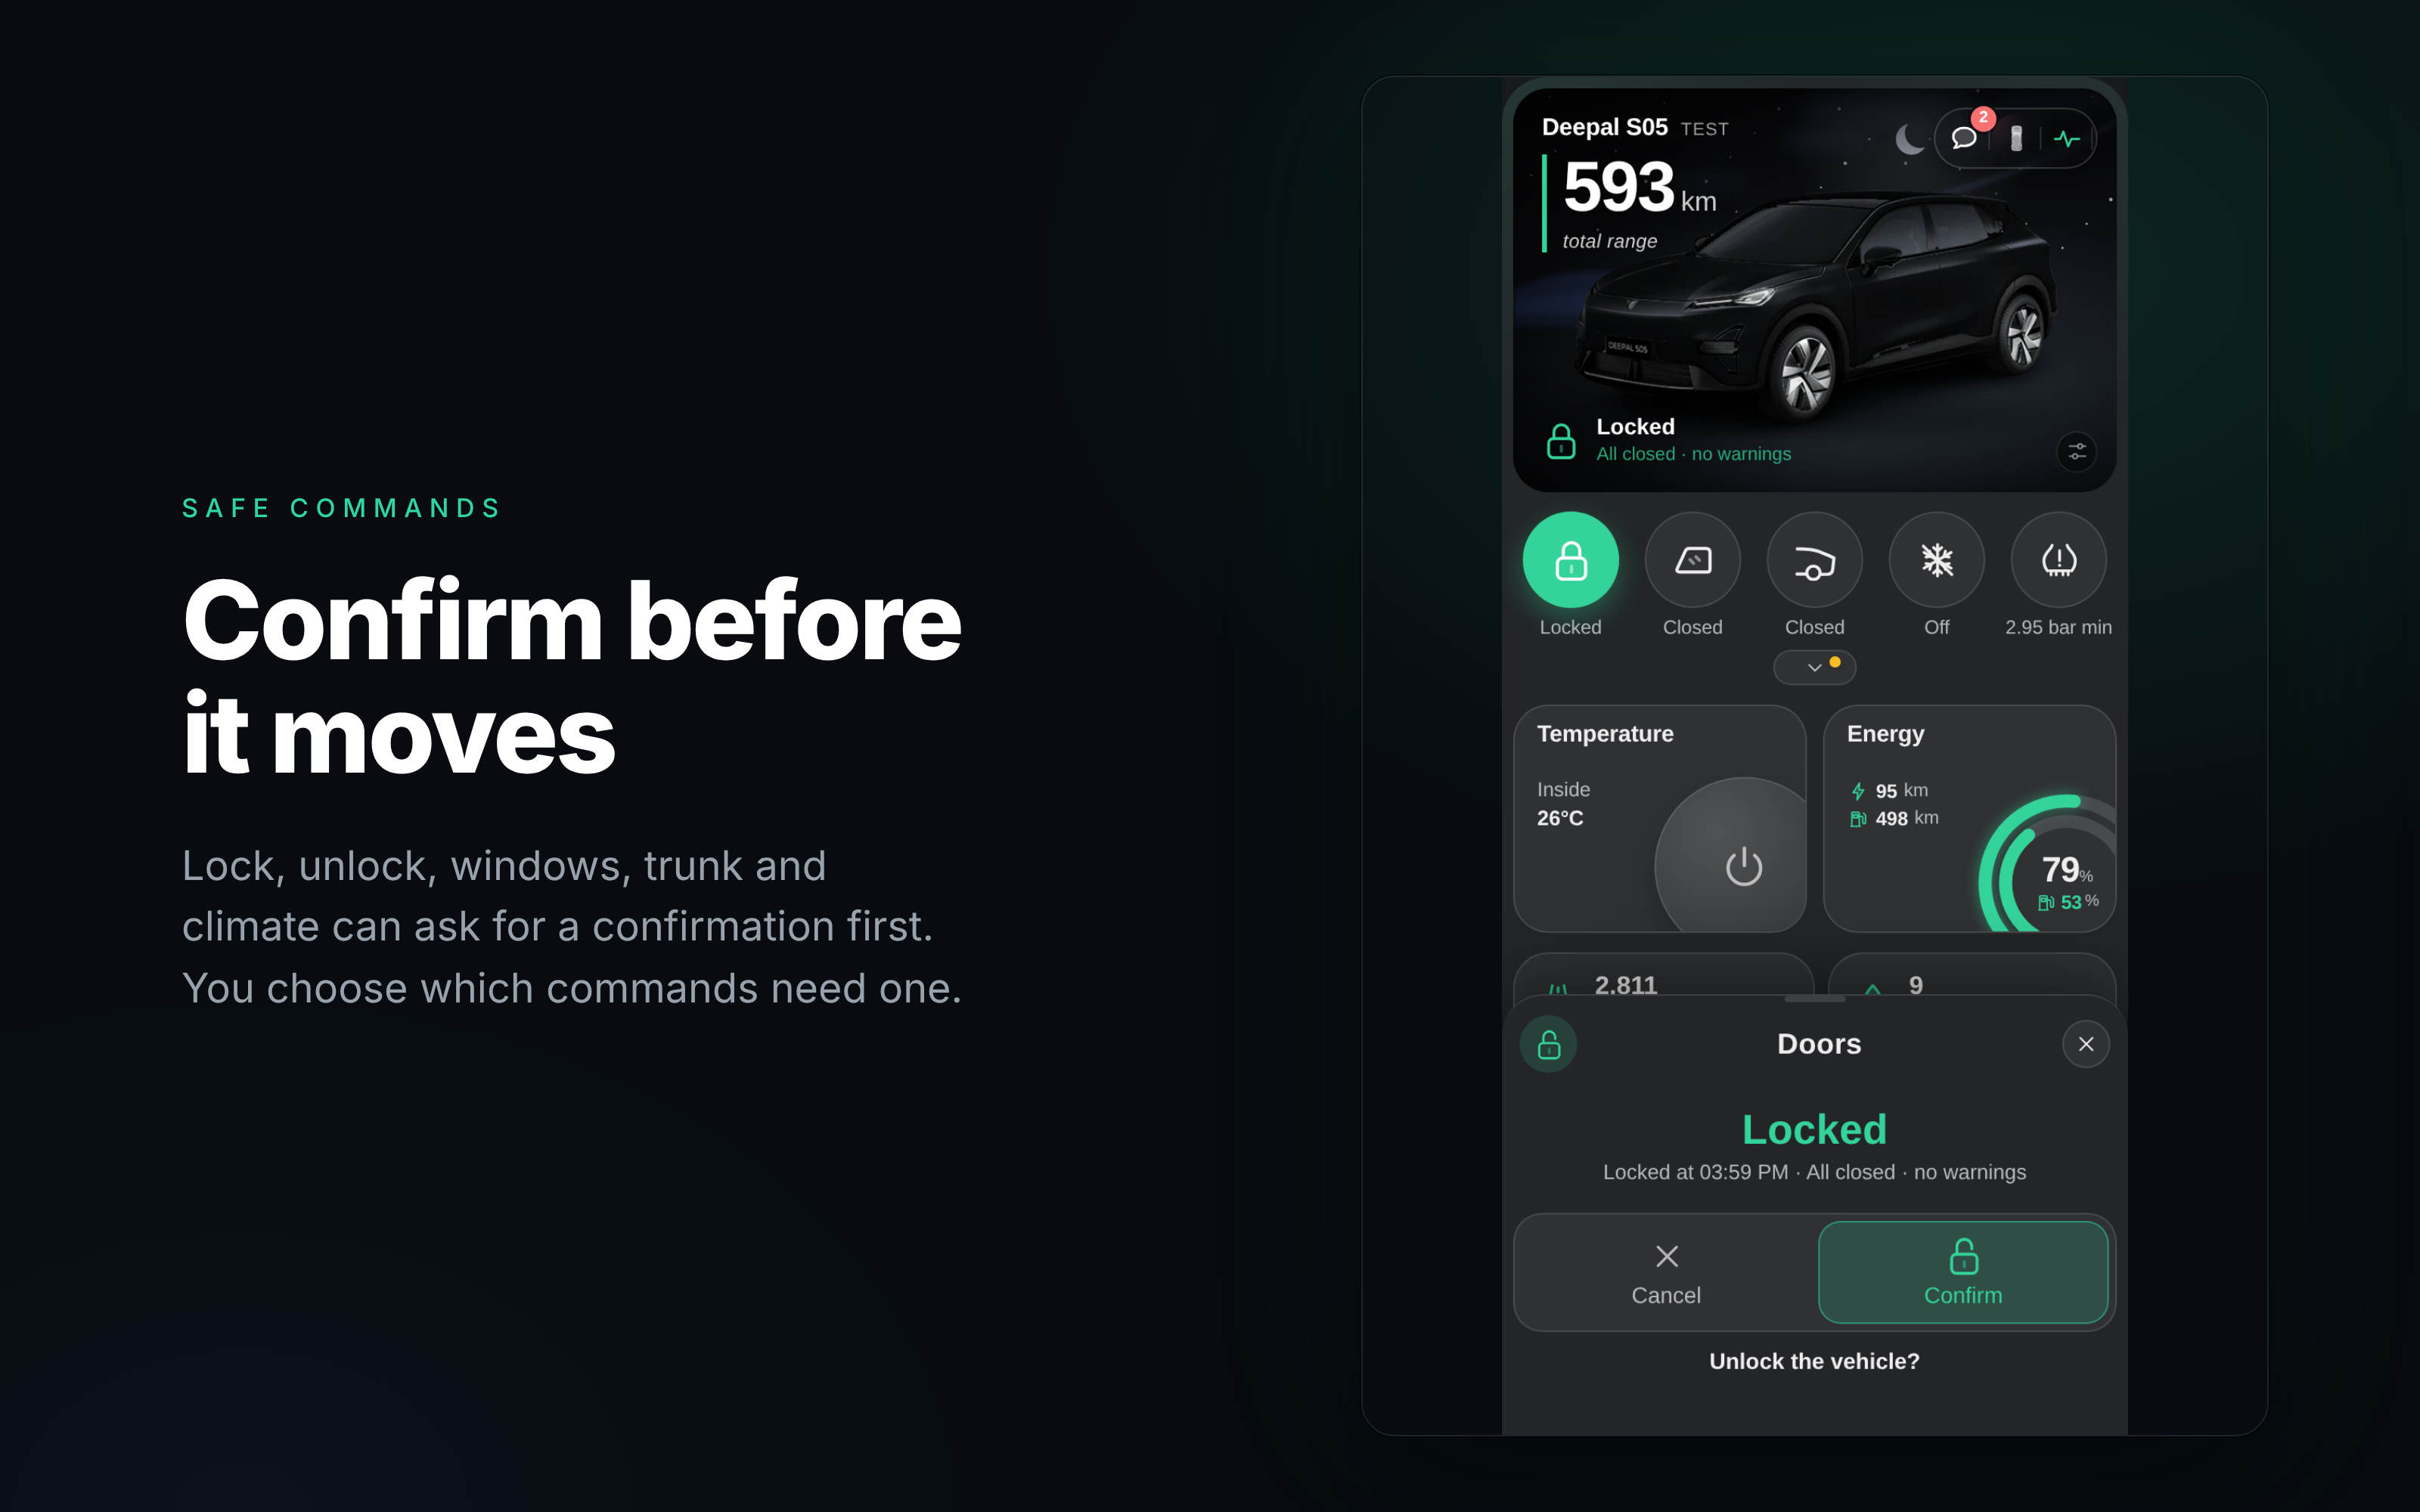 SAFE COMMANDS
Confirm before
it moves
Lock, unlock, windows, trunk and
climate can ask for a confirmation first.
You choose which commands need one.
Deepal S05 TEST
2
593 km
total range
DEEPAL S05
Locked
All closed · no warnings
Locked
Closed
Closed
Off
2.95 bar min
Temperature
Inside
26°C
Energy
95 km
498 km
79%
53%
2.811
9
Doors
Locked
Locked at 03:59 PM · All closed · no warnings
Cancel
Confirm
Unlock the vehicle?